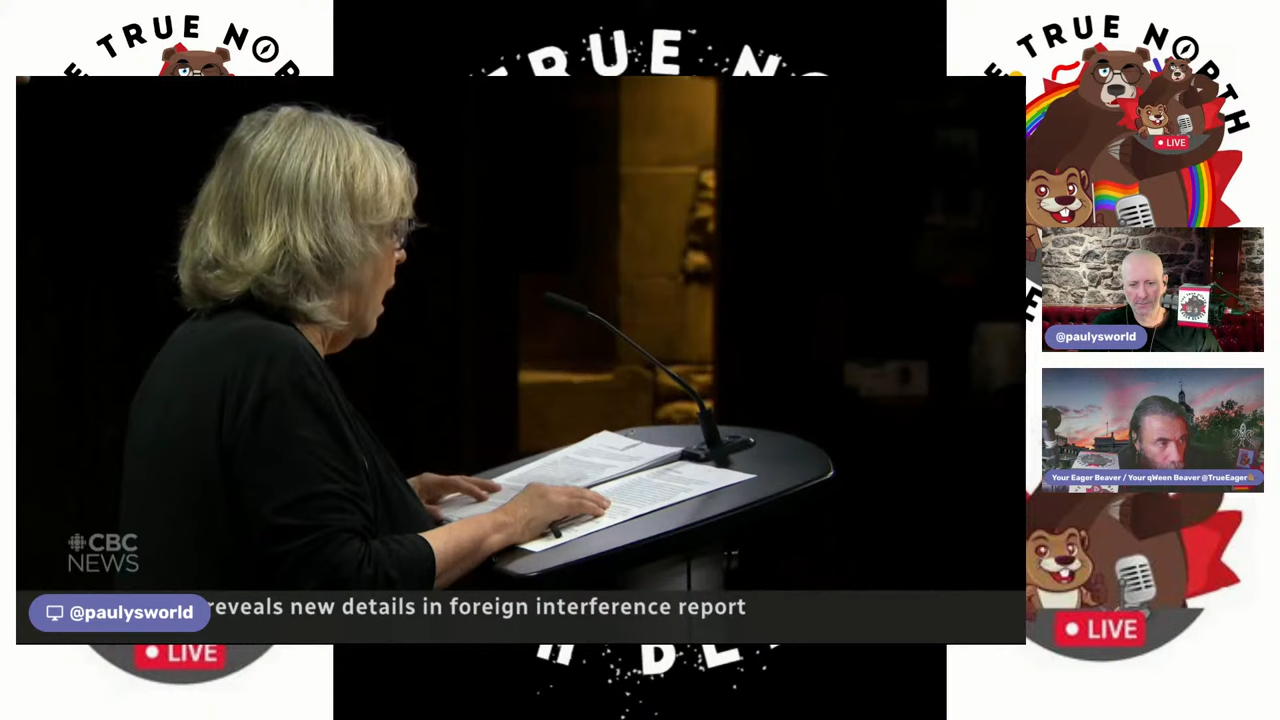 TRUE NO
TRUE NO
TRUE NORTH
LIVE
@paulysworld
Your Eager Beaver / Your qWeen Beaver @TrueEager
CBC
NEWS
@paulysworld
reveals new details in foreign interference report
LIVE
LIVE